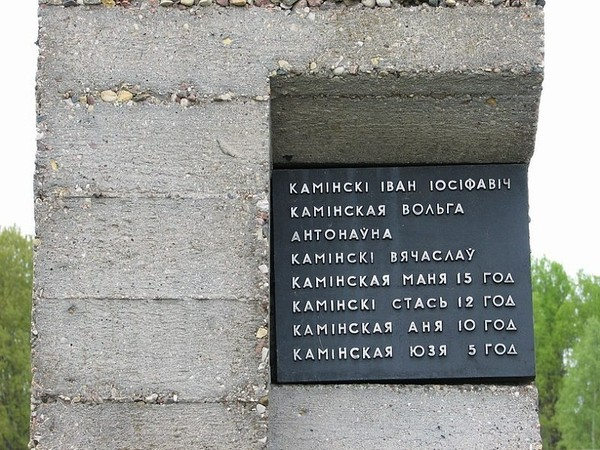 КАМІНСКІ ІВАН ІОСІФАВІЧ
КАМІНСКАЯ ВОЛЬГА
АНТОНАЎНА
КАМІНСКІ ВЯЧАСЛАЎ
КАМІНСКАЯ МАНЯ 15 ГОД
КАМІНСКІ СТАСЬ 12 ГОД
КАМІНСКАЯ АНЯ 10 ГОД
КАМІНСКАЯ ЮЗЯ 5 ГОД